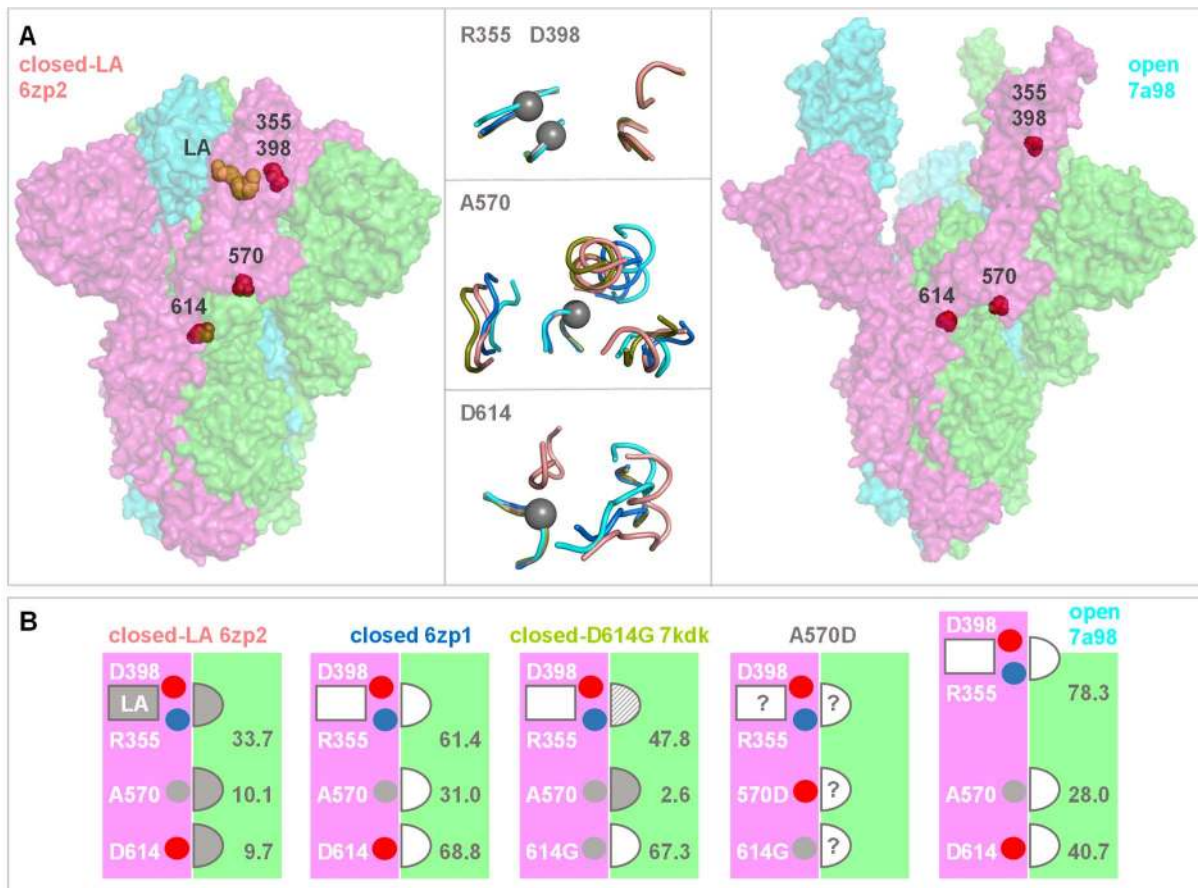 A
closed-LA
6zp2
LA
355
398
570
614
R355 D398
A570
D614
open
7a98
355
398
614
570
B
closed-LA 6zp2
D398
LA
R355
33.7
A570
10.1
D614
9.7
closed 6zp1
D398
R355
61.4
A570
31.0
D614
68.8
closed-D614G 7kdk
D398
R355
47.8
A570
2.6
614G
67.3
A570D
D398
? ?
R355
570D
?
614G
?
open
7a98
D398
R355
78.3
A570
28.0
D614
40.7